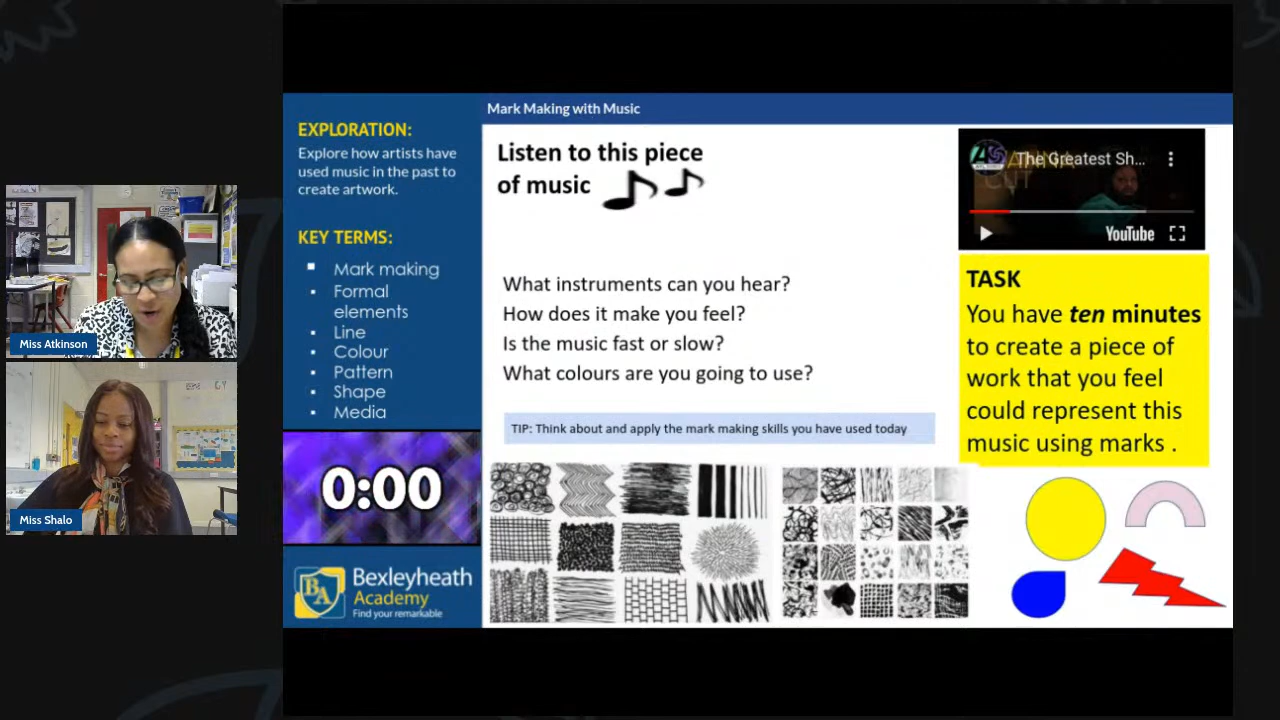 Mark Making with Music
EXPLORATION:
Explore how artists have
used music in the past to
create artwork.
KEY TERMS:
Mark making
Formal
elements
Line
Colour
Pattern
Shape
Media
0:00
Bexleyheath
Academy
Find your remarkable
BA
Listen to this piece
of music
What instruments can you hear?
How does it make you feel?
Is the music fast or slow?
What colours are you going to use?
TIP: Think about and apply the mark making skills you have used today
The Greatest Sh...
CUT
YouTube
TASK
You have ten minutes
to create a piece of
work that you feel
could represent this
music using marks .
Miss Atkinson
Miss Shalo